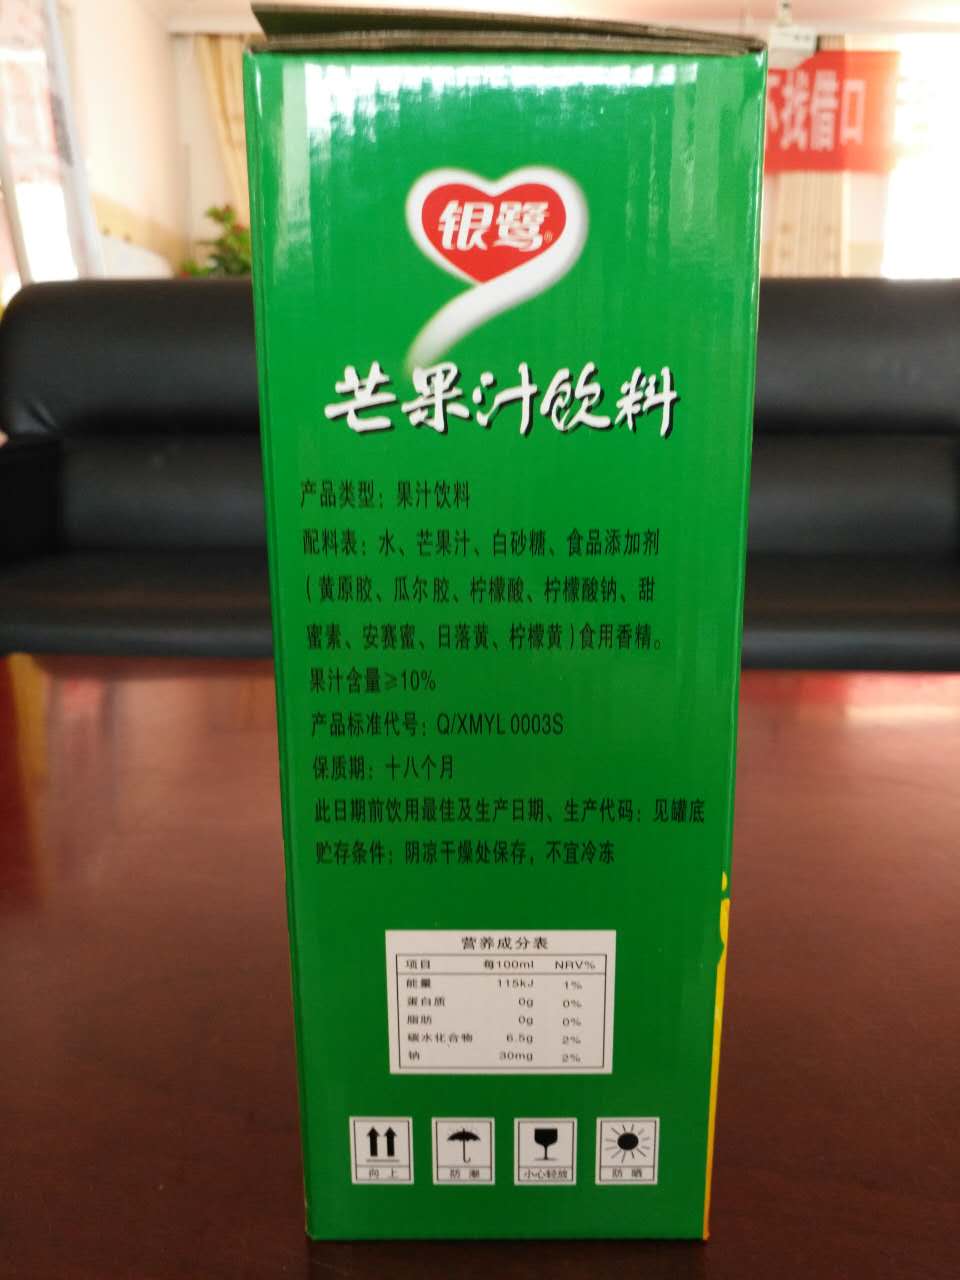 不找借口
银鹭®
芒果汁饮料
产品类型：果汁饮料
配料表：水、芒果汁、白砂糖、食品添加剂
(黄原胶、瓜尔胶、柠檬酸、柠檬酸钠、甜
蜜素、安赛蜜、日落黄、柠檬黄)食用香精。
果汁含量≥10%
产品标准代号：Q/XMYL 0003S
保质期：十八个月
此日期前饮用最佳及生产日期、生产代码：见罐底
贮存条件：阴凉干燥处保存，不宜冷冻
营养成分表
项目 每100ml NRV%
能量 115kJ 1%
蛋白质 0g 0%
脂肪 0g 0%
碳水化合物 6.5g 2%
钠 30mg 2%
向上 防潮 小心轻放 防晒